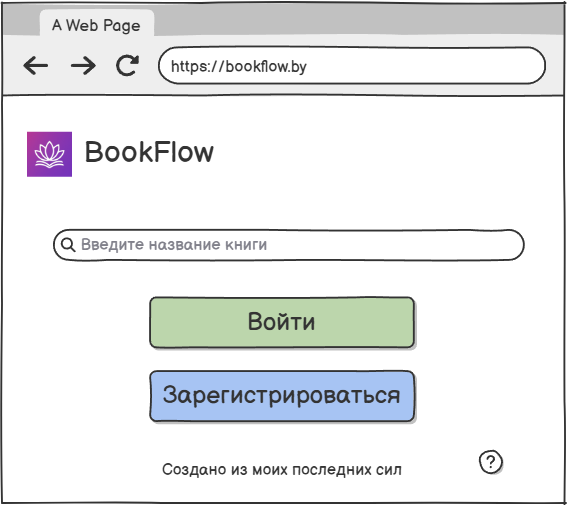 A Web Page
https://bookflow.by
BookFlow
Введите название книги
Войти
Зарегистрироваться
Создано из моих последних сил
?